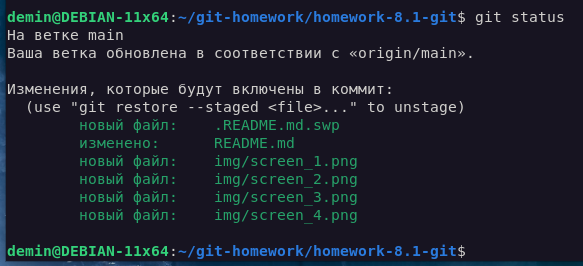 demin@DEBIAN-11x64:~/git-homework/homework-8.1-git$ git status
На ветке main
Ваша ветка обновлена в соответствии с «origin/main».
Изменения, которые будут включены в коммит:
(use "git restore --staged <file>..." to unstage)
новый файл: .README.md.swp
изменено: README.md
новый файл: img/screen_1.png
новый файл: img/screen_2.png
новый файл: img/screen_3.png
новый файл: img/screen_4.png
demin@DEBIAN-11x64:~/git-homework/homework-8.1-git$